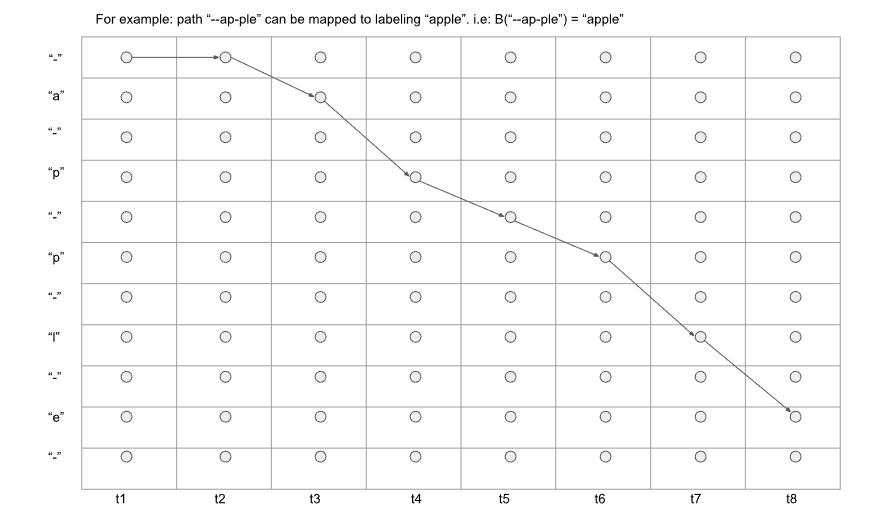 For example: path “--ap-ple” can be mapped to labeling “apple”. i.e: B(“--ap-ple”) = “apple”
“-”
“a”
“-”
“p”
“-”
“p”
“-”
“l”
“-”
“e”
“-”
t1 t2 t3 t4 t5 t6 t7 t8